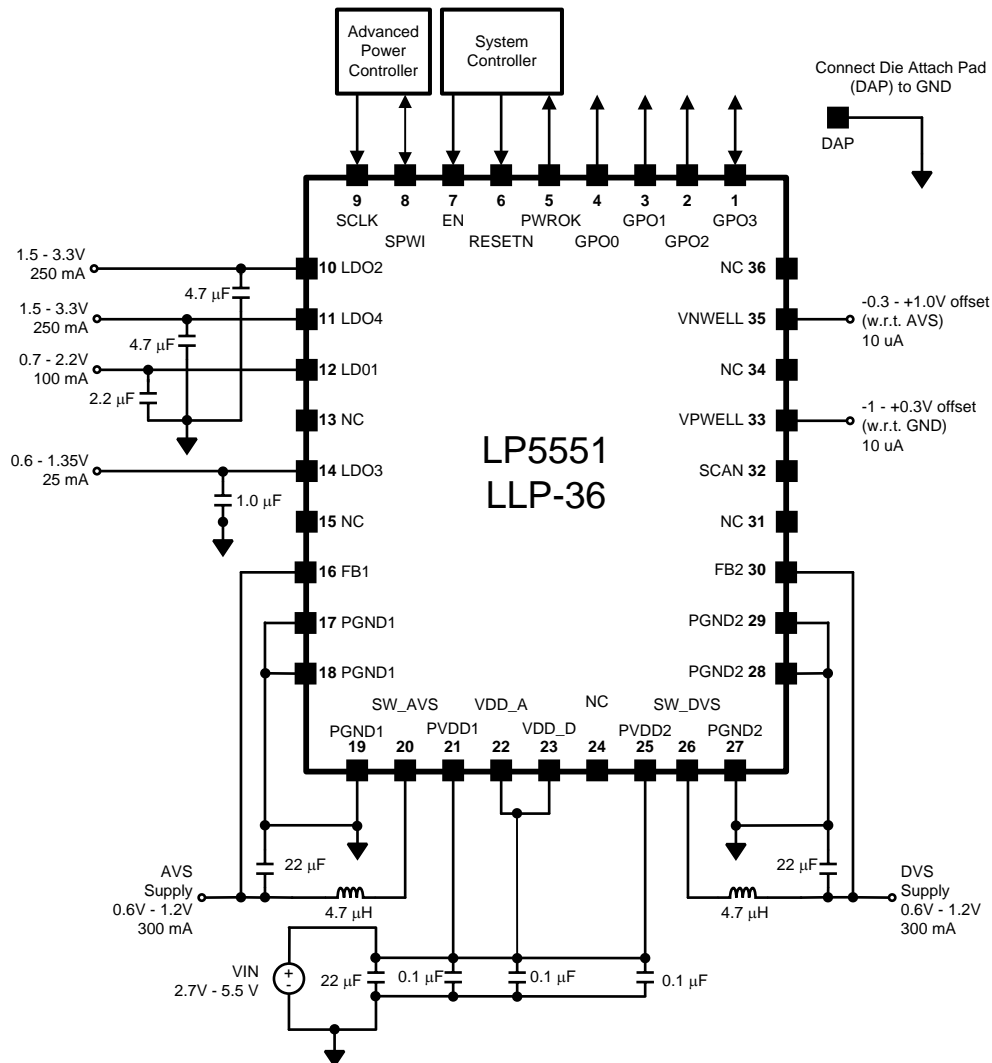 Advanced
Power
Controller
System
Controller
Connect Die Attach Pad
(DAP) to GND
DAP
9
8
7
6
5
4
3
2
1
SCLK
SPWI
EN
RESETN
PWROK
GPO0
GPO1
GPO2
GPO3
1.5 - 3.3V
250 mA
10 LDO2
4.7 µF
1.5 - 3.3V
250 mA
11 LDO4
4.7 µF
0.7 - 2.2V
100 mA
12 LD01
2.2 µF
13 NC
0.6 - 1.35V
25 mA
14 LDO3
1.0 µF
15 NC
16 FB1
17 PGND1
18 PGND1
LP5551
LLP-36
NC 36
VNWELL 35
-0.3 - +1.0V offset
(w.r.t. AVS)
10 uA
NC 34
VPWELL 33
-1 - +0.3V offset
(w.r.t. GND)
10 uA
SCAN 32
NC 31
FB2 30
PGND2 29
PGND2 28
PGND1
SW_AVS
PVDD1
VDD_A
VDD_D
NC
PVDD2
SW_DVS
PGND2
19
20
21
22
23
24
25
26
27
AVS
Supply
0.6V - 1.2V
300 mA
22 µF
4.7 µH
22 µF
4.7 µH
DVS
Supply
0.6V - 1.2V
300 mA
VIN
2.7V - 5.5 V
+
-
22 µF
0.1 µF
0.1 µF
0.1 µF